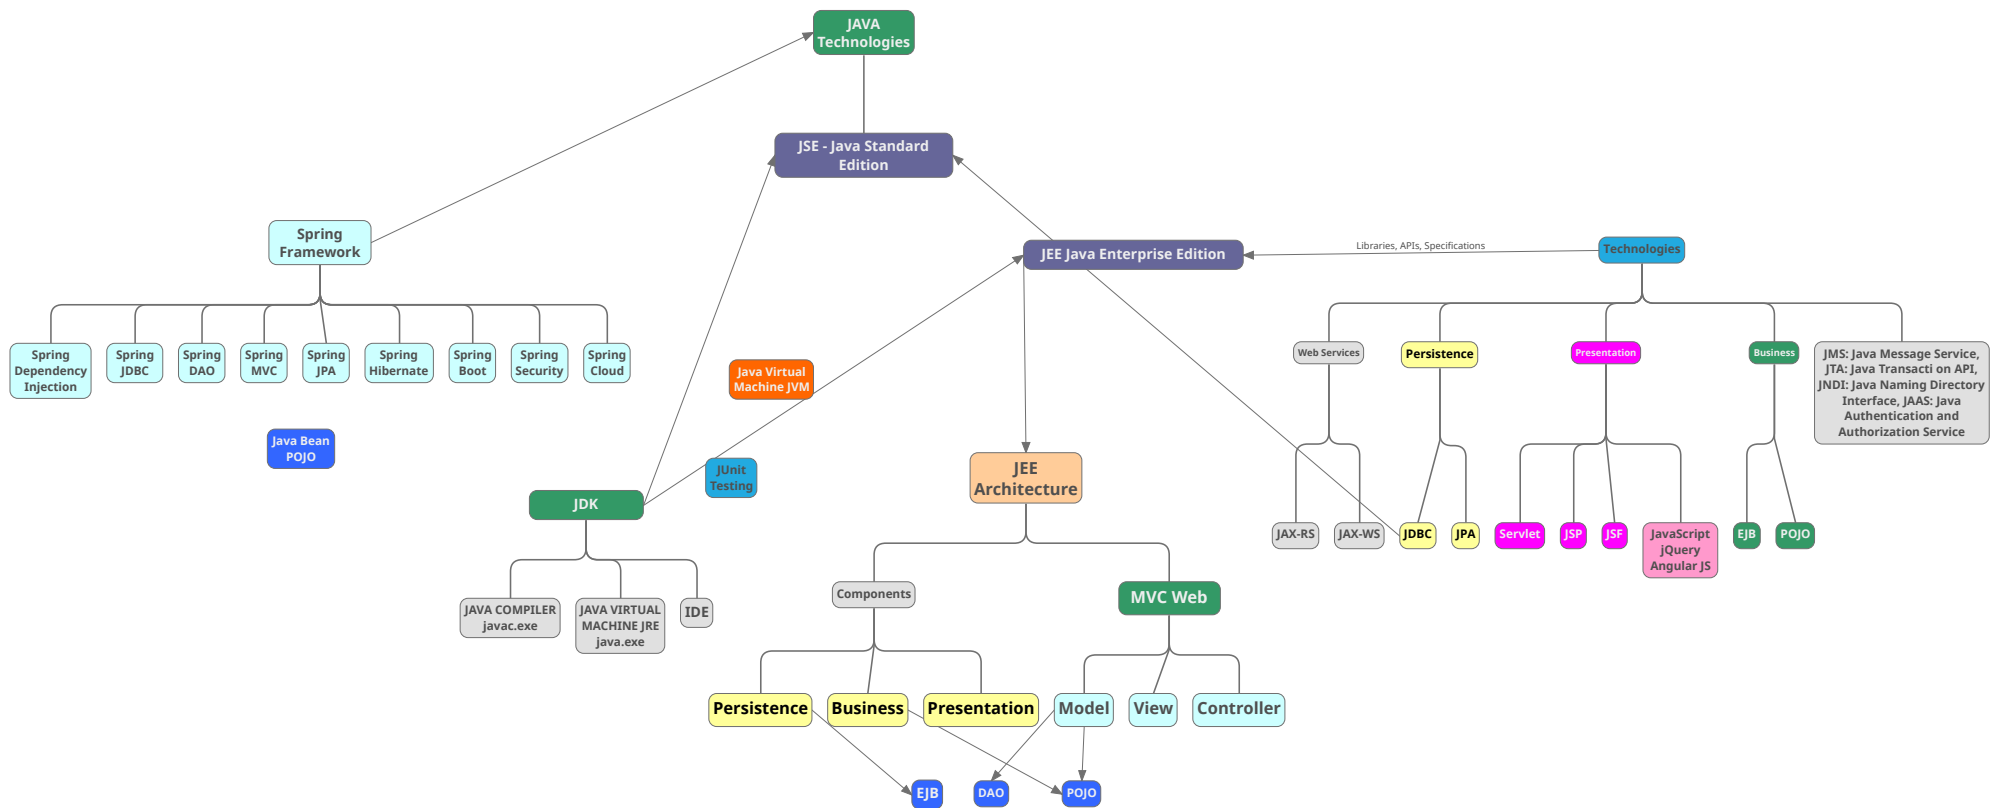 JAVA
Technologies
JSE - Java Standard
Edition
Spring
Framework
JEE Java Enterprise Edition
Libraries, APIs, Specifications
Technologies
Spring
Dependency
Injection
Spring
JDBC
Spring
DAO
Spring
MVC
Spring
JPA
Spring
Hibernate
Spring
Boot
Spring
Security
Spring
Cloud
Java Virtual
Machine JVM
Web Services
Persistence
Presentation
Business
JMS: Java Message Service,
JTA: Java Transacti on API,
JNDI: Java Naming Directory
Interface, JAAS: Java
Authentication and
Authorization Service
Java Bean
POJO
JUnit
Testing
JEE
Architecture
JDK
JAX-RS
JAX-WS
JDBC
JPA
Servlet
JSP
JSF
JavaScript
jQuery
Angular JS
EJB
POJO
JAVA COMPILER
javac.exe
JAVA VIRTUAL
MACHINE JRE
java.exe
IDE
Components
MVC Web
Persistence
Business
Presentation
Model
View
Controller
EJB
DAO
POJO